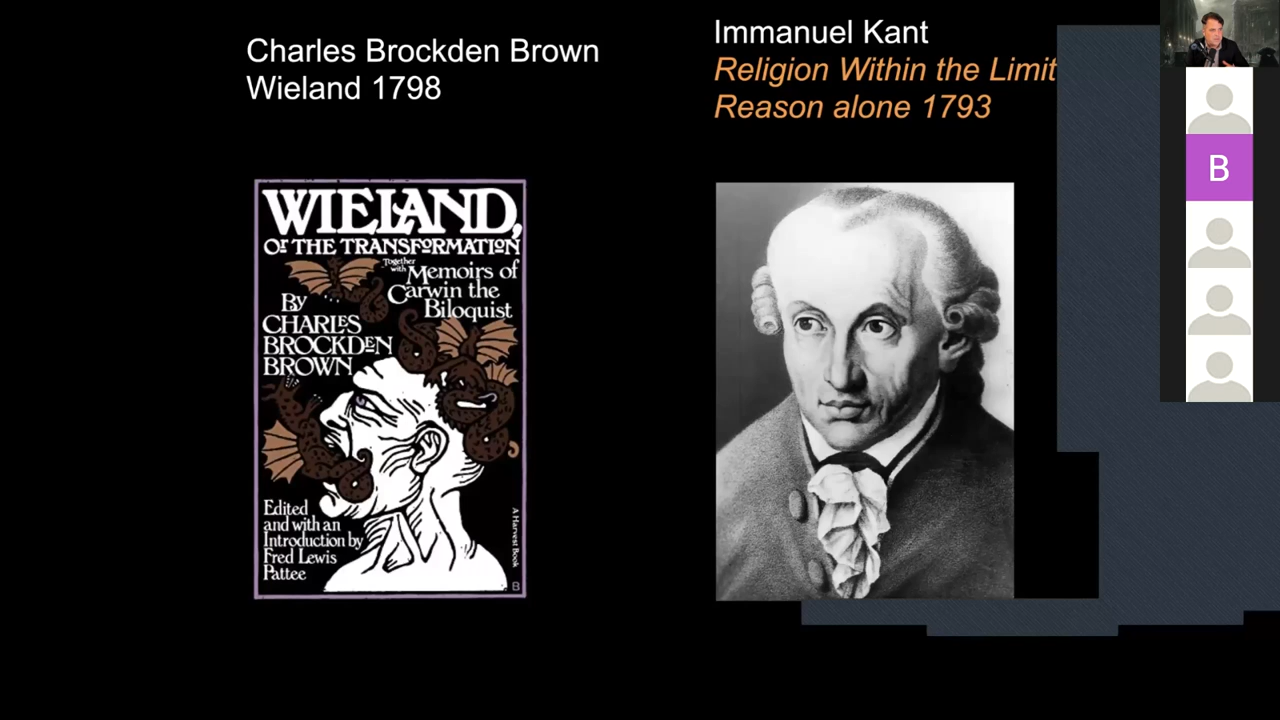 Charles Brockden Brown
Wieland 1798
Immanuel Kant
Religion Within the Limit
Reason alone 1793
WIELAND,
Or THE TRANSFORMATION
Together
with Memoirs of
Carwin the
Biloquist
By
CHARLES
BROCKDEN
BROWN
Edited
and with an
Introduction by
Fred Lewis
Pattee
A Harvest Book
B
B